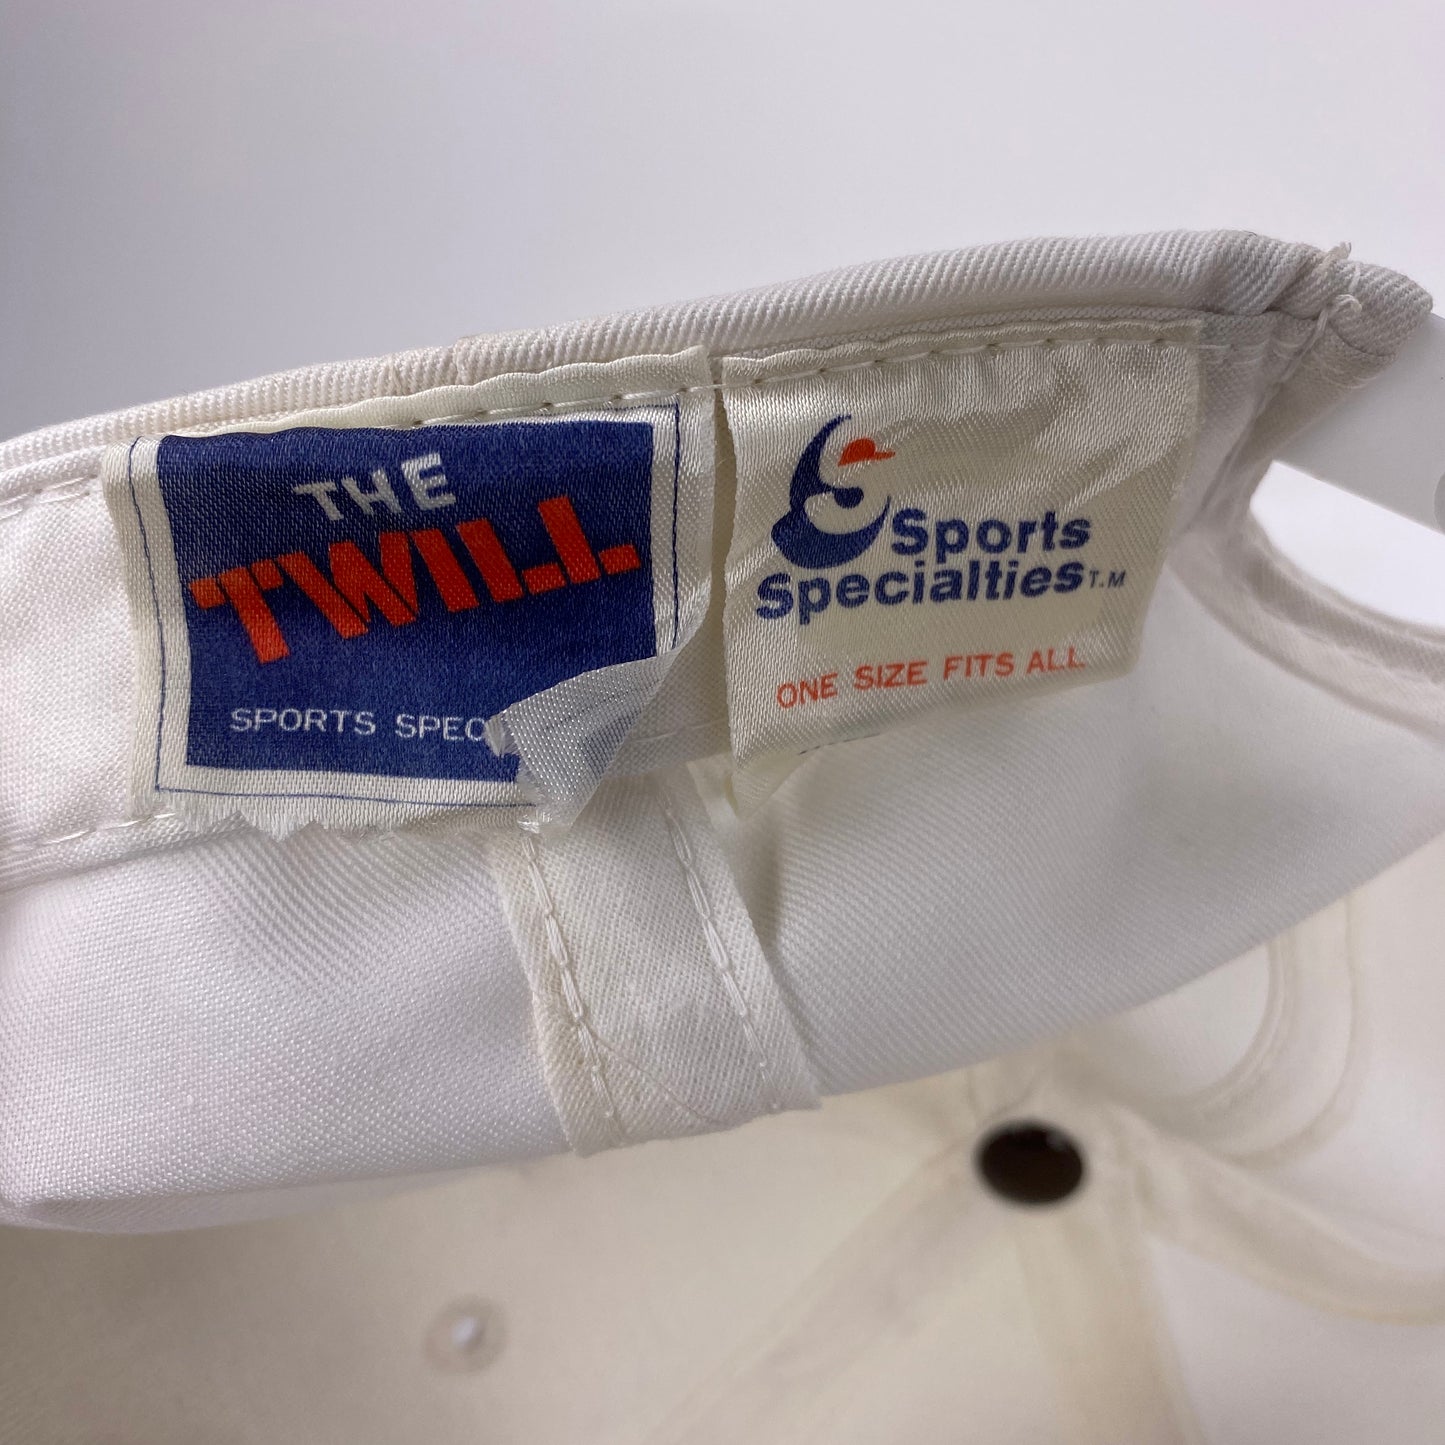 THE
TWILL
SPORTS SPEC
Sports
Specialties T.M
ONE SIZE FITS ALL